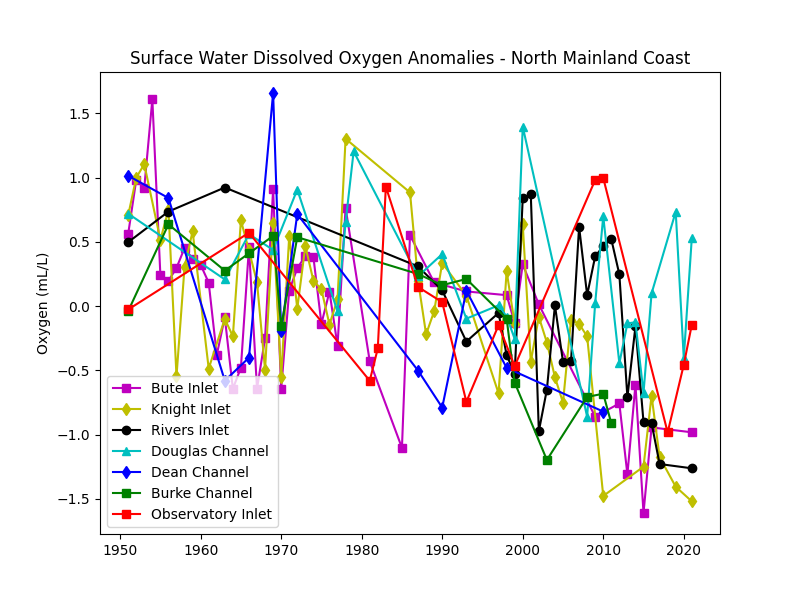 Surface Water Dissolved Oxygen Anomalies - North Mainland Coast
Oxygen (mL/L)
1.5
1.0
0.5
0.0
−0.5
−1.0
−1.5
Bute Inlet
Knight Inlet
Rivers Inlet
Douglas Channel
Dean Channel
Burke Channel
Observatory Inlet
1950 1960 1970 1980 1990 2000 2010 2020